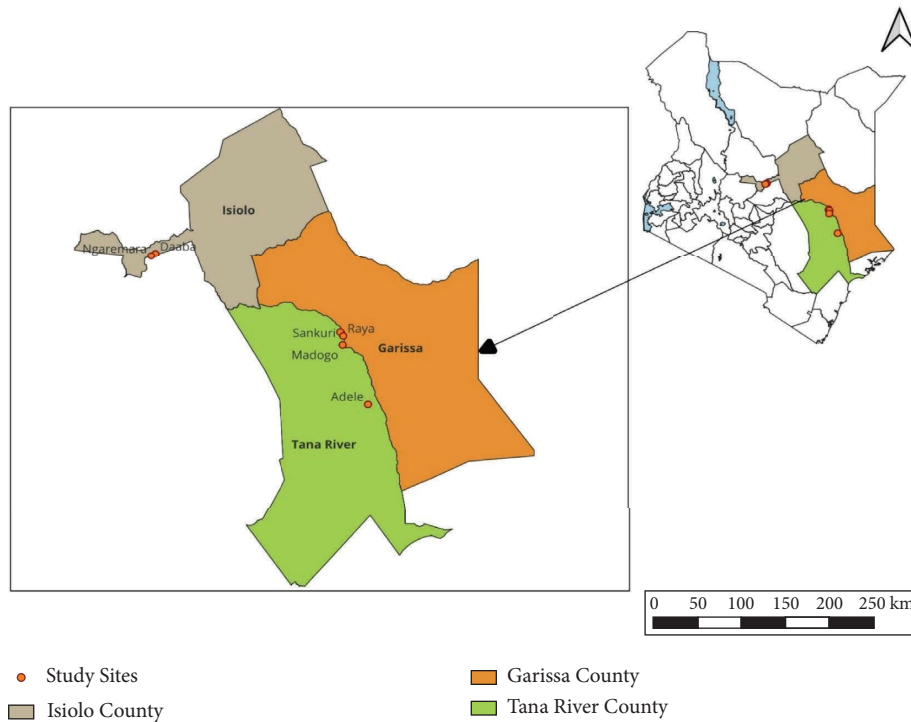 Isiolo
Ngaremara Daaba
Sankuri Raya
Madogo Garissa
Adele
Tana River
0 50 100 150 200 250 km
Study Sites
Isiolo County
Garissa County
Tana River County